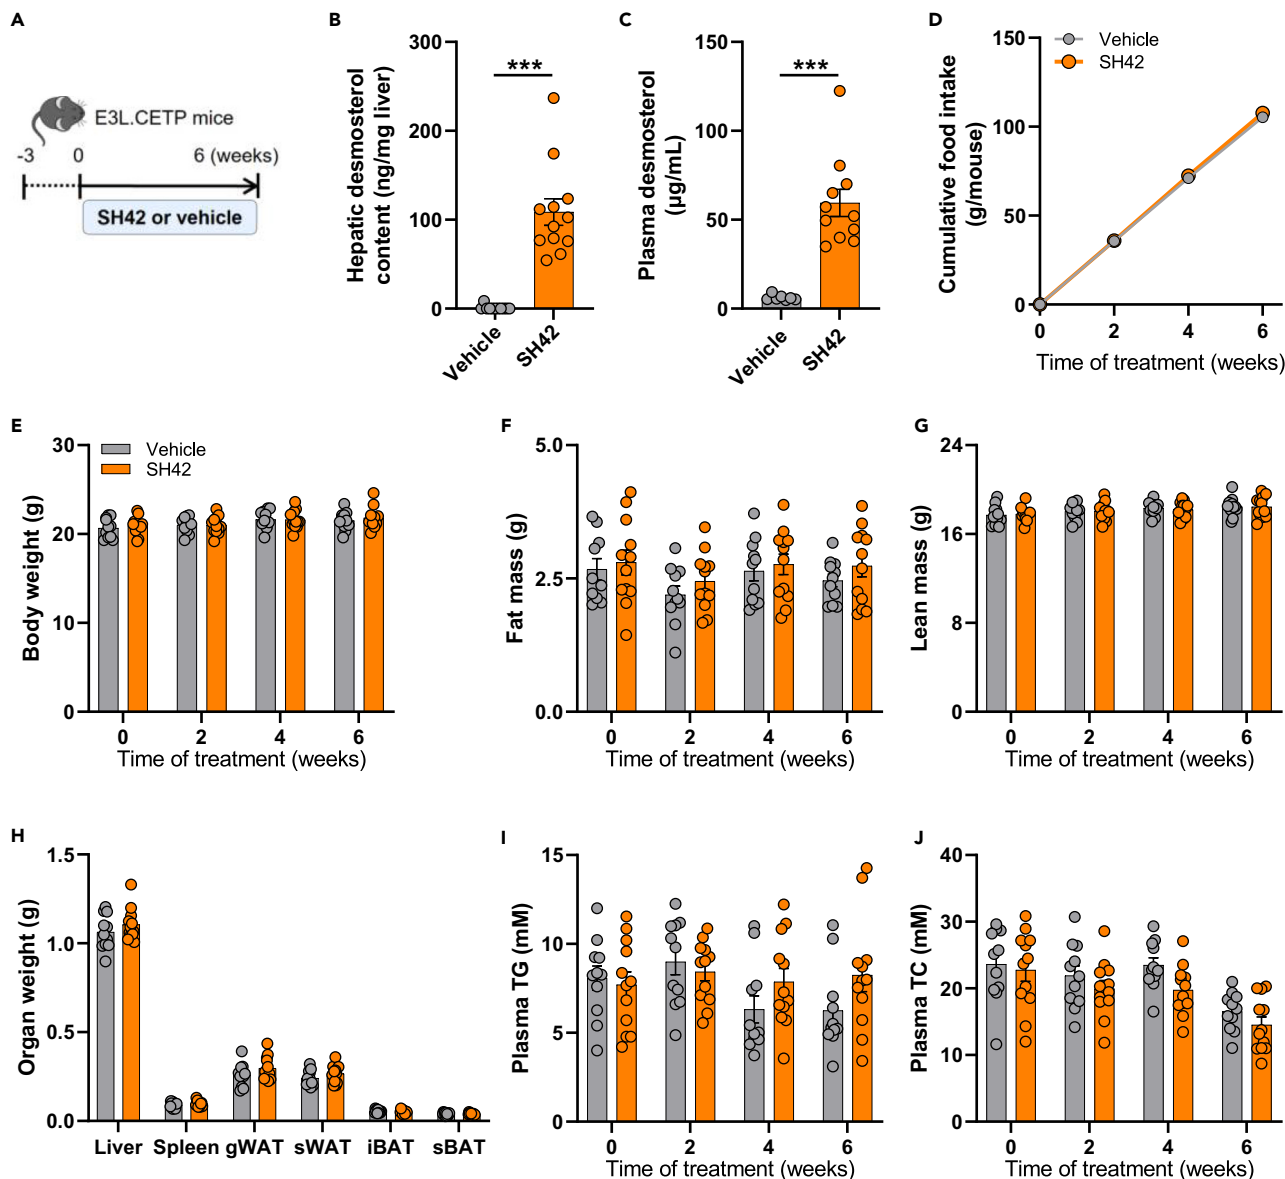 A
E3L.CETP mice
-3 0 6 (weeks)
SH42 or vehicle
B
Hepatic desmosterol
content (ng/mg liver)
300
200
100
0
***
Vehicle
SH42
C
Plasma desmosterol
(µg/mL)
150
100
50
0
***
Vehicle
SH42
D
Cumulative food intake
(g/mouse)
150
100
50
0
Vehicle
SH42
0 2 4 6
Time of treatment (weeks)
E
Body weight (g)
30
20
10
0
Vehicle
SH42
0 2 4 6
Time of treatment (weeks)
F
Fat mass (g)
5.0
2.5
0.0
0 2 4 6
Time of treatment (weeks)
G
Lean mass (g)
24
16
8
0
0 2 4 6
Time of treatment (weeks)
H
Organ weight (g)
1.5
1.0
0.5
0.0
Liver Spleen gWAT sWAT iBAT sBAT
I
Plasma TG (mM)
15
10
5
0
0 2 4 6
Time of treatment (weeks)
J
Plasma TC (mM)
40
30
20
10
0
0 2 4 6
Time of treatment (weeks)